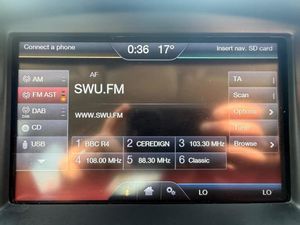 Connect a phone
0:36 17°
Insert nav. SD card
AM
FM AST
DAB
CD
USB
AF
SWU.FM
WWW.SWU.FM
TA
Scan
Options
Tune
Browse
1 BBC R4
2 CEREDIGN
3 103.30 MHz
4 108.00 MHz
5 88.30 MHz
6 Classic
LO
LO